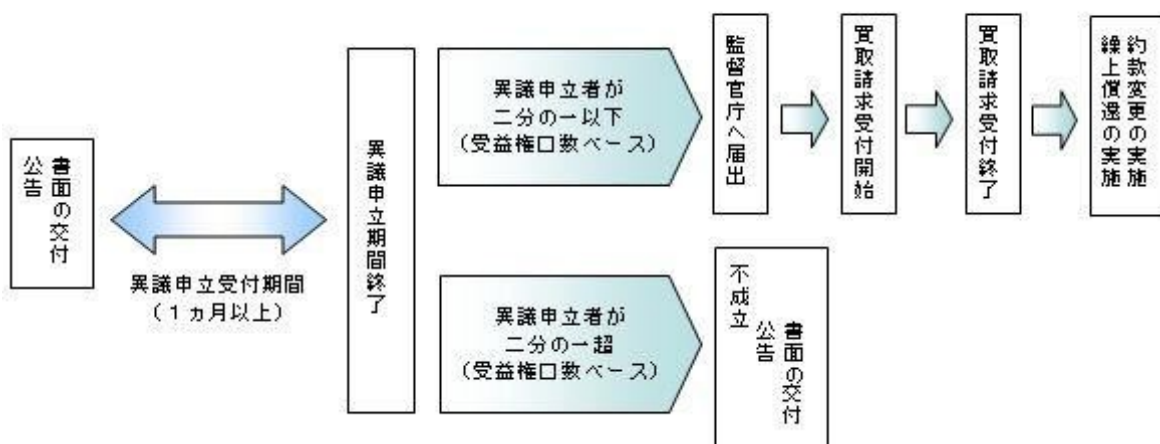 書面の交付
公告
異議申立受付期間
(1ヵ月以上)
異議申立期間終了
異議申立者が
二分の一以下
(受益権口数ベース)
監督官庁へ届出
買取請求受付開始
買取請求受付終了
約款変更の実施
繰上償還の実施
異議申立者が
二分の一超
(受益権口数ベース)
不成立
書面の交付
公告